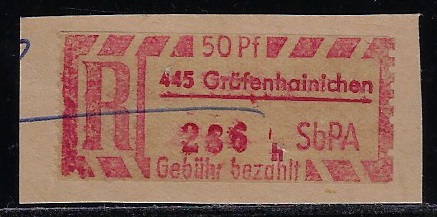 50 Pf
R
445 Gräfenhainichen
286 h SbPA
Gebühr bezahlt